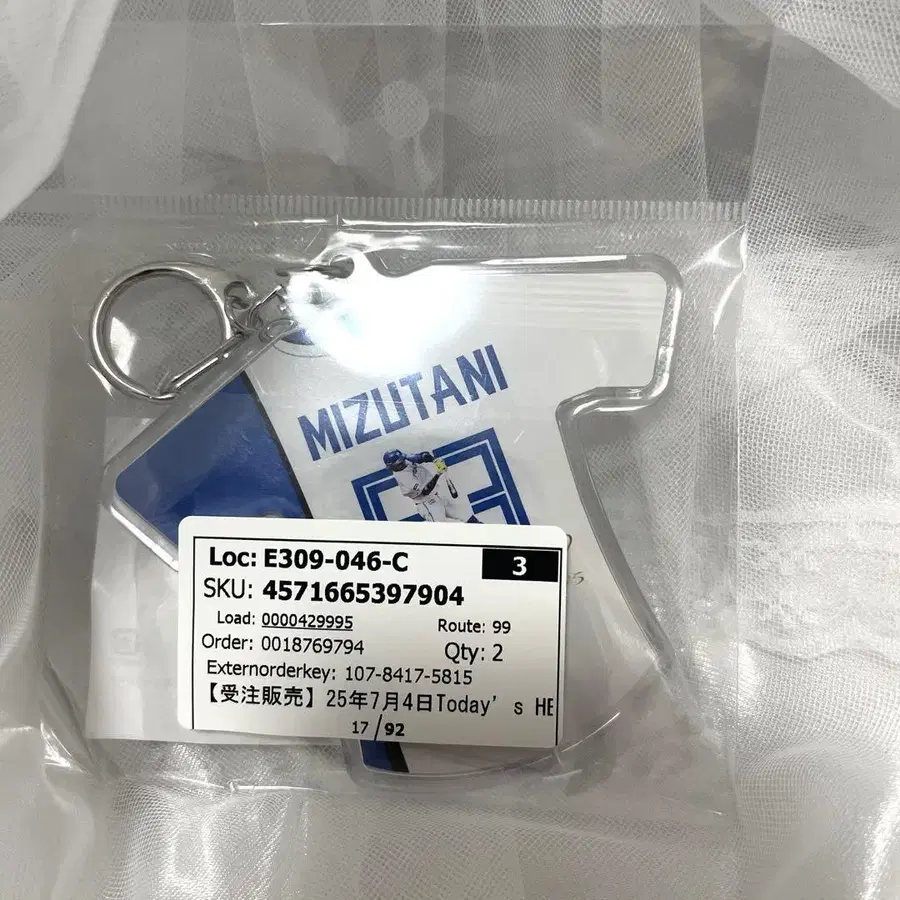 MIZUTANI
Loc: E309-046-C
3
SKU: 4571665397904
Load: 0000429995
Route: 99
Order: 0018769794
Qty: 2
Externorderkey: 107-8417-5815
【受注販売】25年7月4日Today's HE
17/92